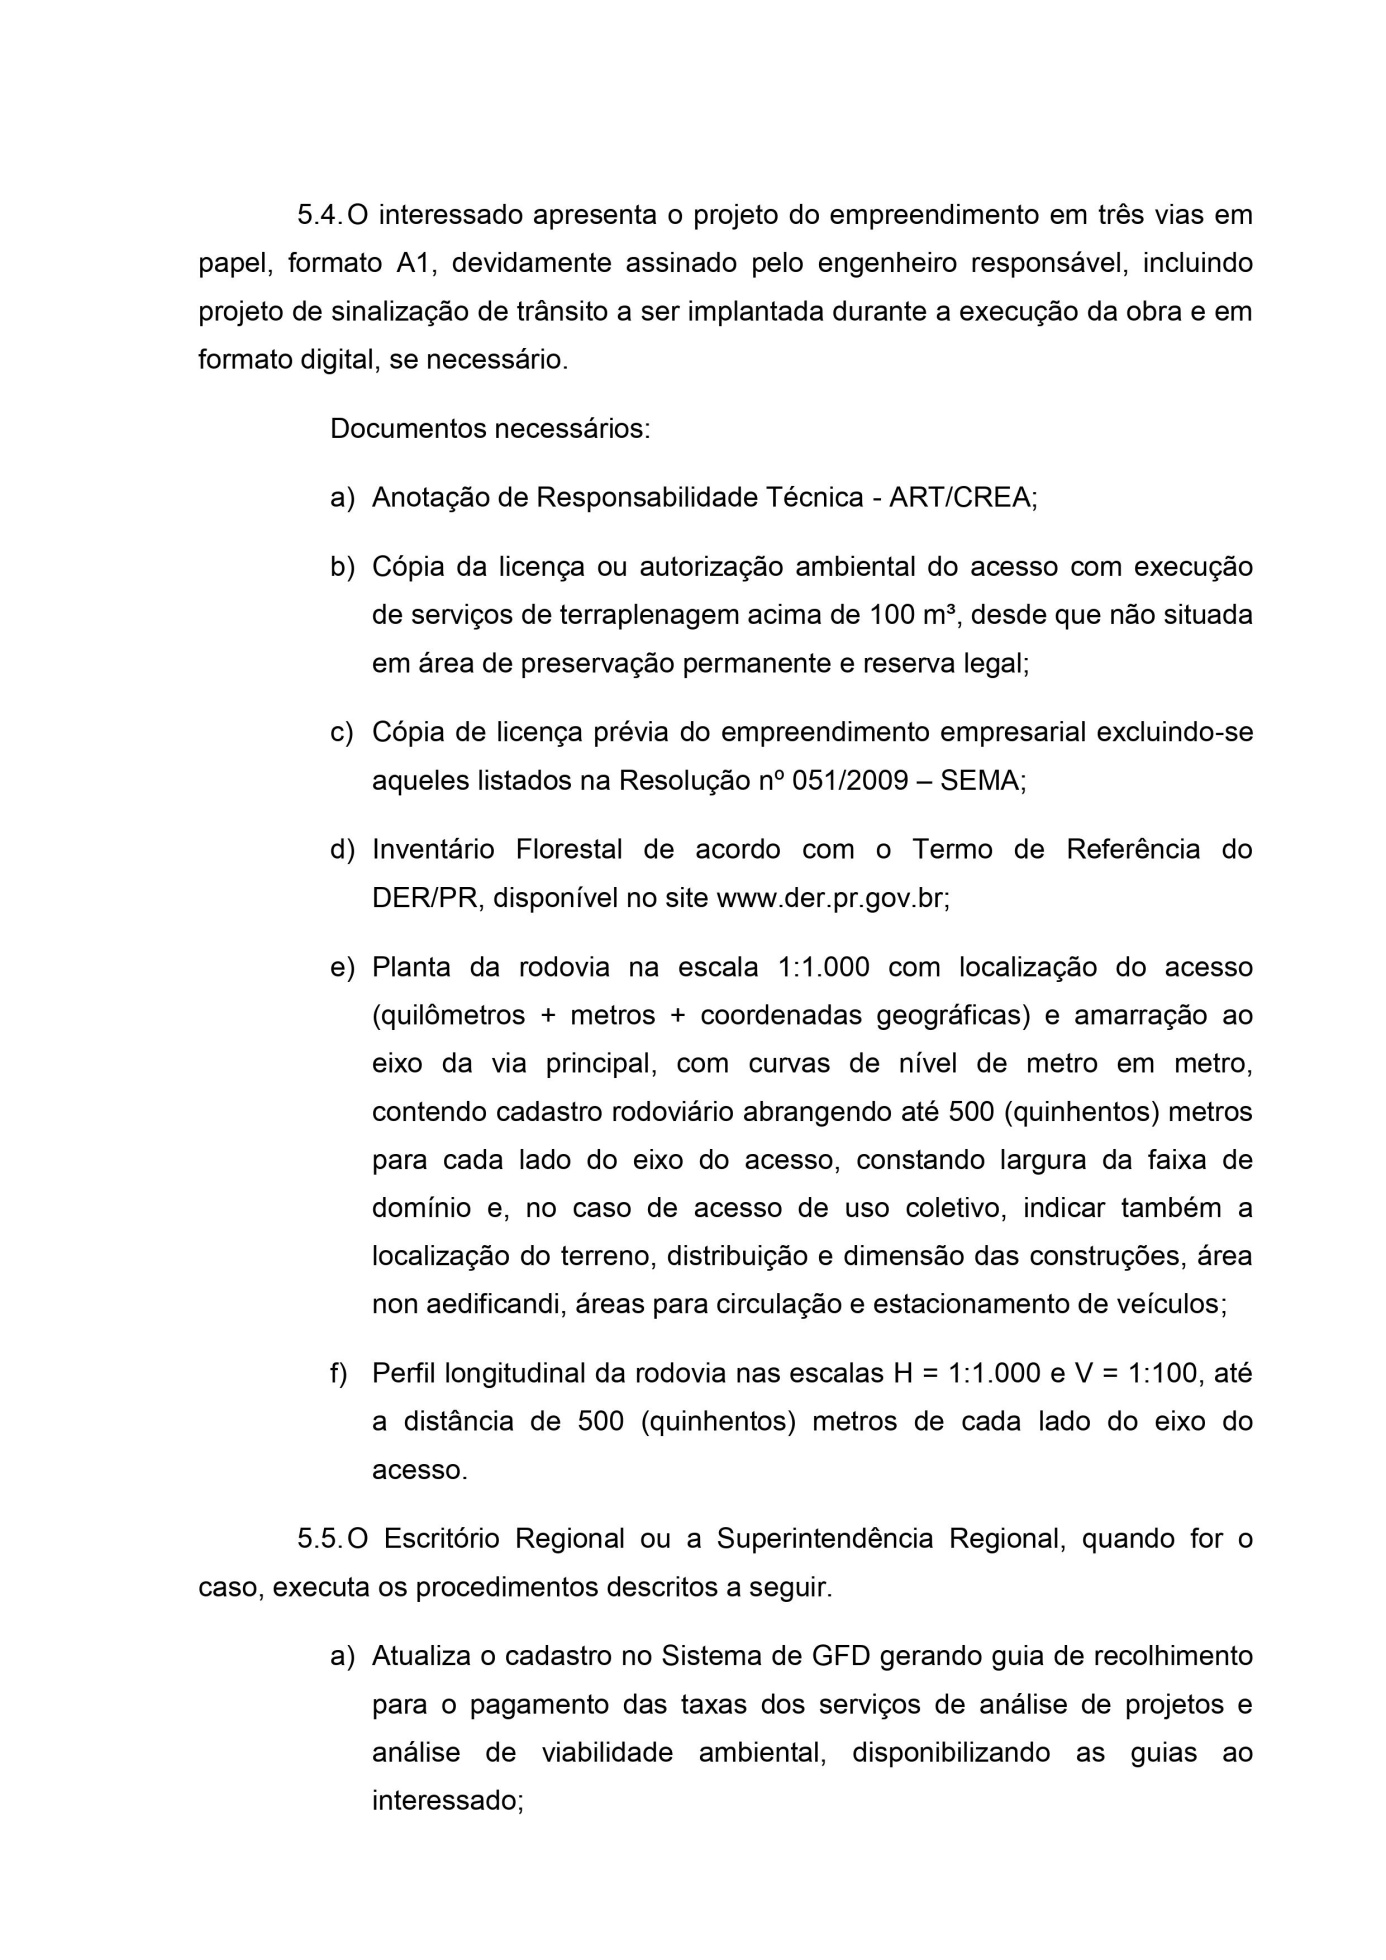 5.4. O interessado apresenta o projeto do empreendimento em três vias em
papel, formato A1, devidamente assinado pelo engenheiro responsável, incluindo
projeto de sinalização de trânsito a ser implantada durante a execução da obra e em
formato digital, se necessário.
Documentos necessários:
a) Anotação de Responsabilidade Técnica - ART/CREA;
b) Cópia da licença ou autorização ambiental do acesso com execução
de serviços de terraplenagem acima de 100 m³, desde que não situada
em área de preservação permanente e reserva legal;
c) Cópia de licença prévia do empreendimento empresarial excluindo-se
aqueles listados na Resolução nº 051/2009 – SEMA;
d) Inventário Florestal de acordo com o Termo de Referência do
DER/PR, disponível no site www.der.pr.gov.br;
e) Planta da rodovia na escala 1:1.000 com localização do acesso
(quilômetros + metros + coordenadas geográficas) e amarração ao
eixo da via principal, com curvas de nível de metro em metro,
contendo cadastro rodoviário abrangendo até 500 (quinhentos) metros
para cada lado do eixo do acesso, constando largura da faixa de
domínio e, no caso de acesso de uso coletivo, indicar também a
localização do terreno, distribuição e dimensão das construções, área
non aedificandi, áreas para circulação e estacionamento de veículos;
f) Perfil longitudinal da rodovia nas escalas H = 1:1.000 e V = 1:100, até
a distância de 500 (quinhentos) metros de cada lado do eixo do
acesso.
5.5. O Escritório Regional ou a Superintendência Regional, quando for o
caso, executa os procedimentos descritos a seguir.
a) Atualiza o cadastro no Sistema de GFD gerando guia de recolhimento
para o pagamento das taxas dos serviços de análise de projetos e
análise de viabilidade ambiental, disponibilizando as guias ao
interessado;